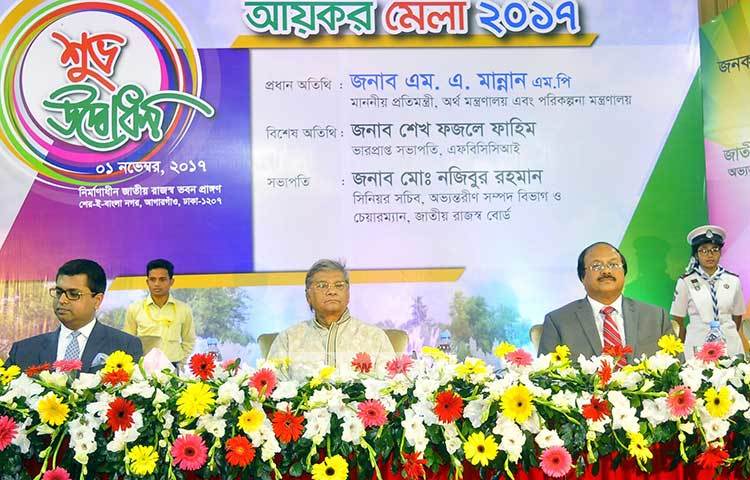 আয়কর মেলা ২০১৭
শুভ
উদ্বোধন
০১ নভেম্বর, ২০১৭
নির্মাণাধীন জাতীয় রাজস্ব ভবন প্রাঙ্গণ
শের-ই-বাংলা নগর, আগারগাঁও, ঢাকা-১২০৭
প্রধান অতিথি : জনাব এম. এ. মান্নান এম.পি
মাননীয় প্রতিমন্ত্রী, অর্থ মন্ত্রণালয় এবং পরিকল্পনা মন্ত্রণালয়
বিশেষ অতিথি : জনাব শেখ ফজলে ফাহিম
ভারপ্রাপ্ত সভাপতি, এফবিসিসিআই
সভাপতি : জনাব মোঃ নজিবুর রহমান
সিনিয়র সচিব, অভ্যন্তরীণ সম্পদ বিভাগ ও
চেয়ারম্যান, জাতীয় রাজস্ব বোর্ড
জনক
জাতী
অভ্য